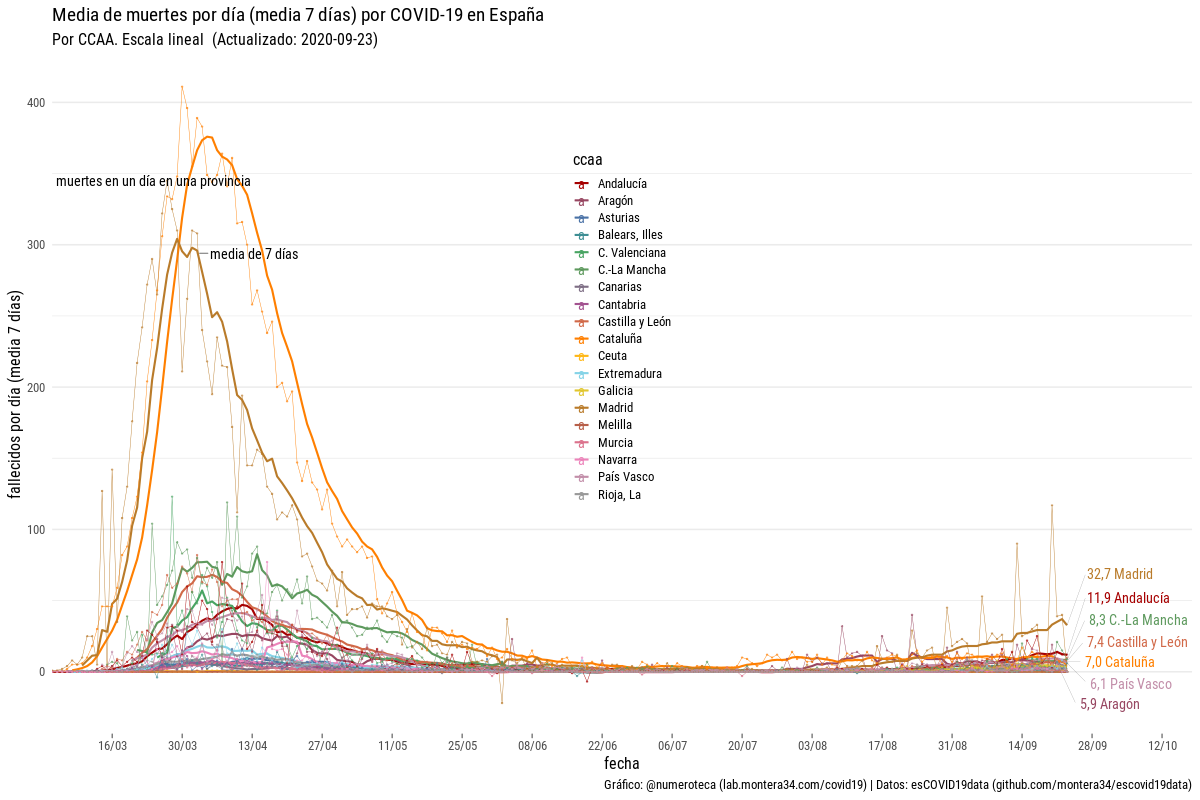 Media de muertes por día (media 7 días) por COVID-19 en España
Por CCAA. Escala lineal  (Actualizado: 2020-09-23)
fallecidos por día (media 7 días)
400
300
200
100
0
muertes en un día en una provincia
media de 7 días
ccaa
Andalucía
Aragón
Asturias
Balears, Illes
C. Valenciana
C.-La Mancha
Canarias
Cantabria
Castilla y León
Cataluña
Ceuta
Extremadura
Galicia
Madrid
Melilla
Murcia
Navarra
País Vasco
Rioja, La
32,7 Madrid
11,9 Andalucía
8,3 C.-La Mancha
7,4 Castilla y León
7,0 Cataluña
6,1 País Vasco
5,9 Aragón
16/03 30/03 13/04 27/04 11/05 25/05 08/06 22/06 06/07 20/07 03/08 17/08 31/08 14/09 28/09 12/10
fecha
Gráfico: @numeroteca (lab.montera34.com/covid19) | Datos: esCOVID19data (github.com/montera34/escovid19data)